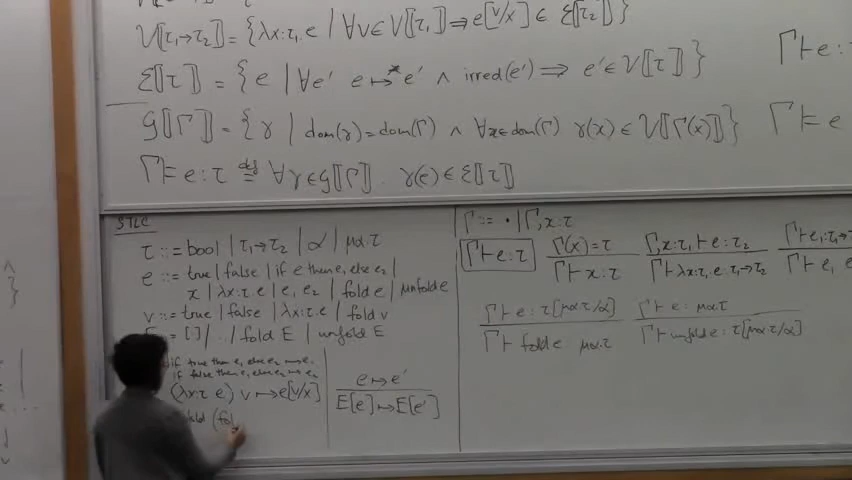 𝒱⟦τ₁→τ₂⟧ = {λx:τ₁.e | ∀v∈𝒱⟦τ₁⟧ ⇒ e[v/x] ∈ ℰ⟦τ₂⟧}
ℰ⟦τ⟧ = {e | ∀e' e ↦* e' ∧ irred(e') ⇒ e'∈𝒱⟦τ⟧}
𝒢⟦Γ⟧ = {γ | dom(γ)=dom(Γ) ∧ ∀x∈dom(Γ) γ(x) ∈ 𝒱⟦Γ(x)⟧}
Γ ⊨ e:τ def= ∀γ∈𝒢⟦Γ⟧. γ(e) ∈ ℰ⟦τ⟧
Γ ⊢ e:
Γ ⊨ e
STLC
τ ::= bool | τ₁→τ₂ | α | μα.τ
e ::= true | false | if e then e₁ else e₂ |
x | λx:τ.e | e₁ e₂ | fold e | unfold e
v ::= true | false | λx:τ.e | fold v
= [·] | .. | fold E | unfold E
if true then e₁ else e₂ ↦ e₁
if false then e₁ else e₂ ↦ e₂
(λx:τ e) v ↦ e[v/x]
(fol
e ↦ e'
E[e] ↦ E[e']
Γ ::= · | Γ, x:τ
Γ ⊢ e:τ
Γ(x) = τ
Γ ⊢ x:τ
Γ, x:τ₁ ⊢ e:τ₂
Γ ⊢ λx:τ₁.e : τ₁→τ₂
Γ ⊢ e₁:τ₁→
Γ ⊢ e₁ e
Γ ⊢ e : τ[μα.τ/α]
Γ ⊢ fold e μα.τ
Γ ⊢ e : μα.τ
Γ ⊢ unfold e : τ[μα.τ/α]